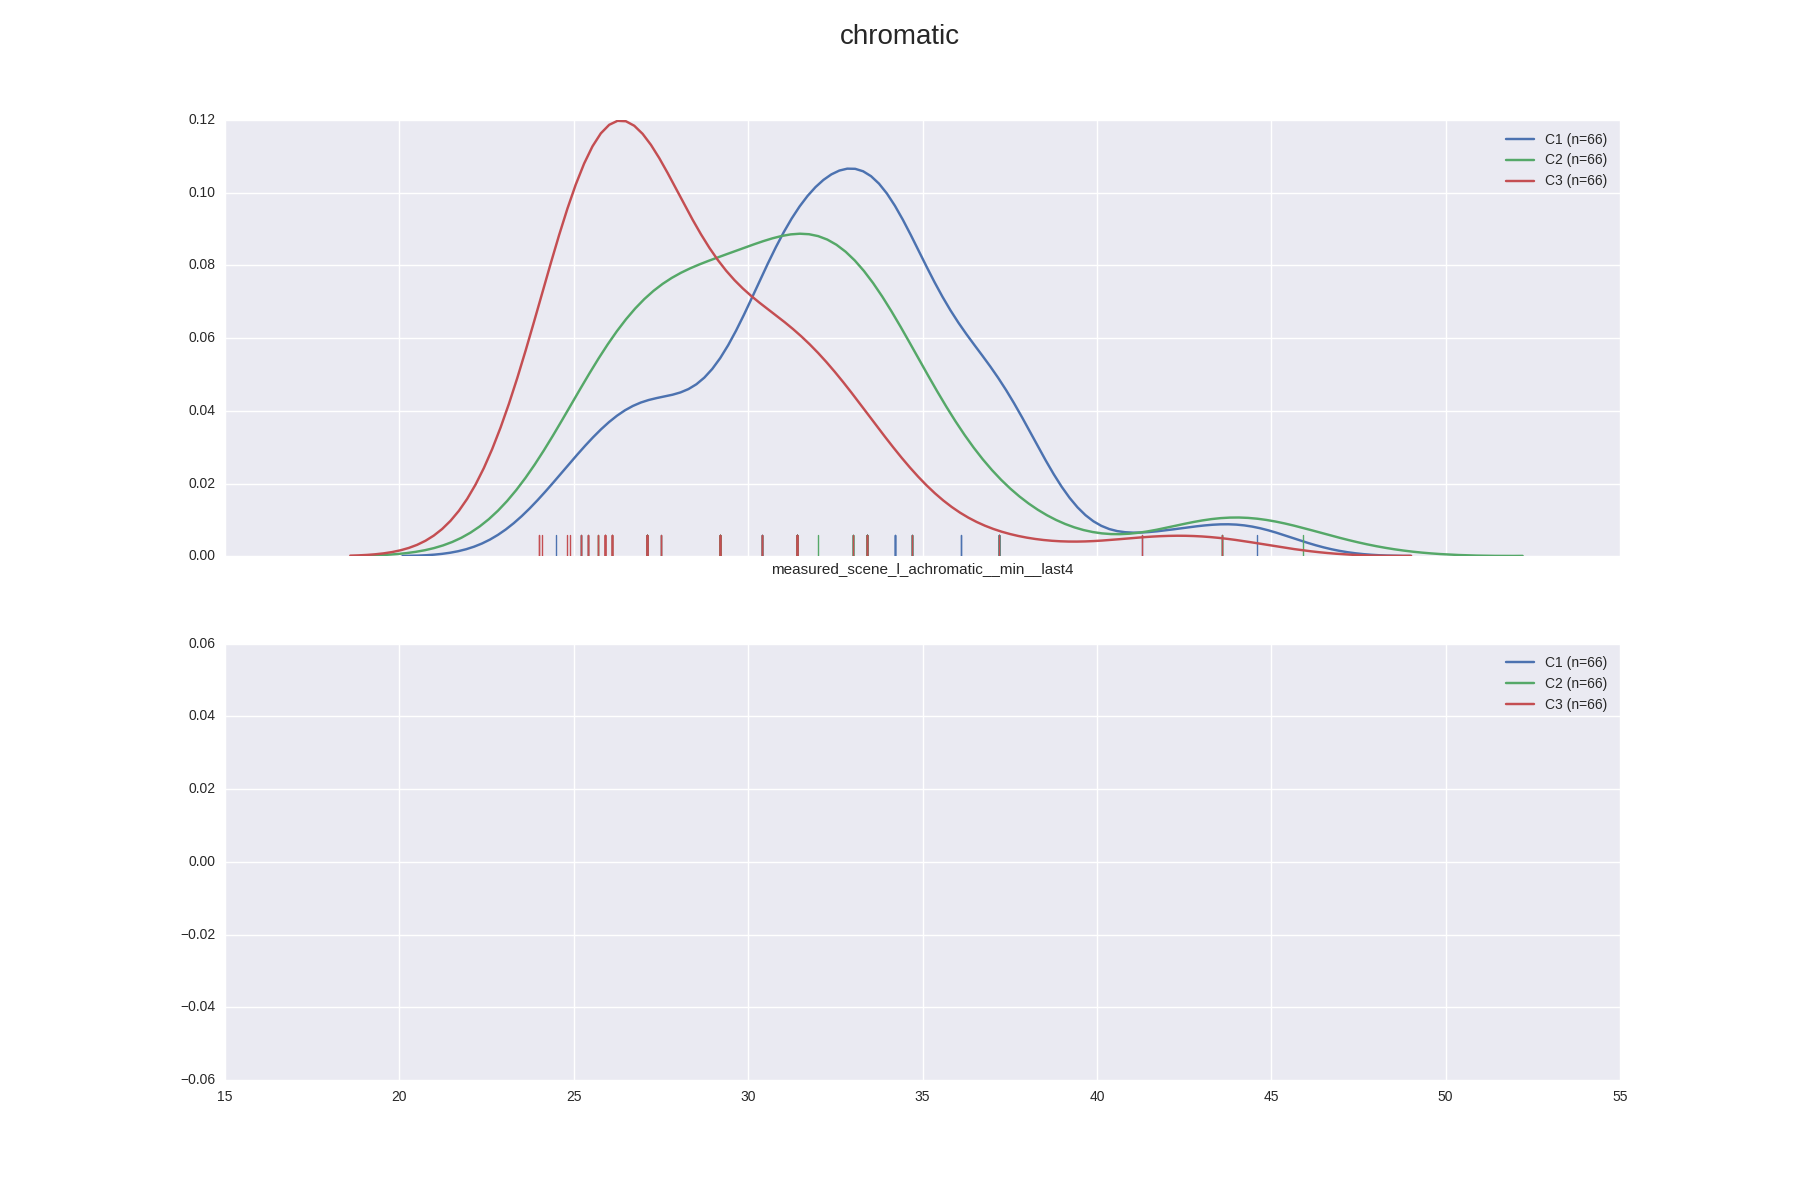 chromatic
0.12
0.10
0.08
0.06
0.04
0.02
0.00
C1 (n=66)
C2 (n=66)
C3 (n=66)
measured_scene_l_achromatic__min__last4
0.06
0.04
0.02
0.00
−0.02
−0.04
−0.06
C1 (n=66)
C2 (n=66)
C3 (n=66)
15 20 25 30 35 40 45 50 55